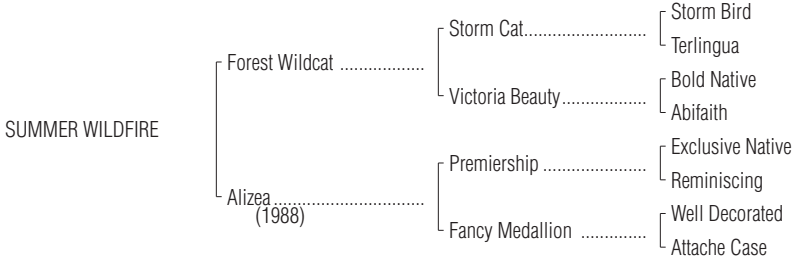 Storm Bird
Storm Cat.........................
Terlingua
Forest Wildcat ..................
Bold Native
Victoria Beauty..................
Abifaith
SUMMER WILDFIRE
Exclusive Native
Premiership ......................
Reminiscing
Alizea ................................
(1988)
Well Decorated
Fancy Medallion ..............
Attache Case